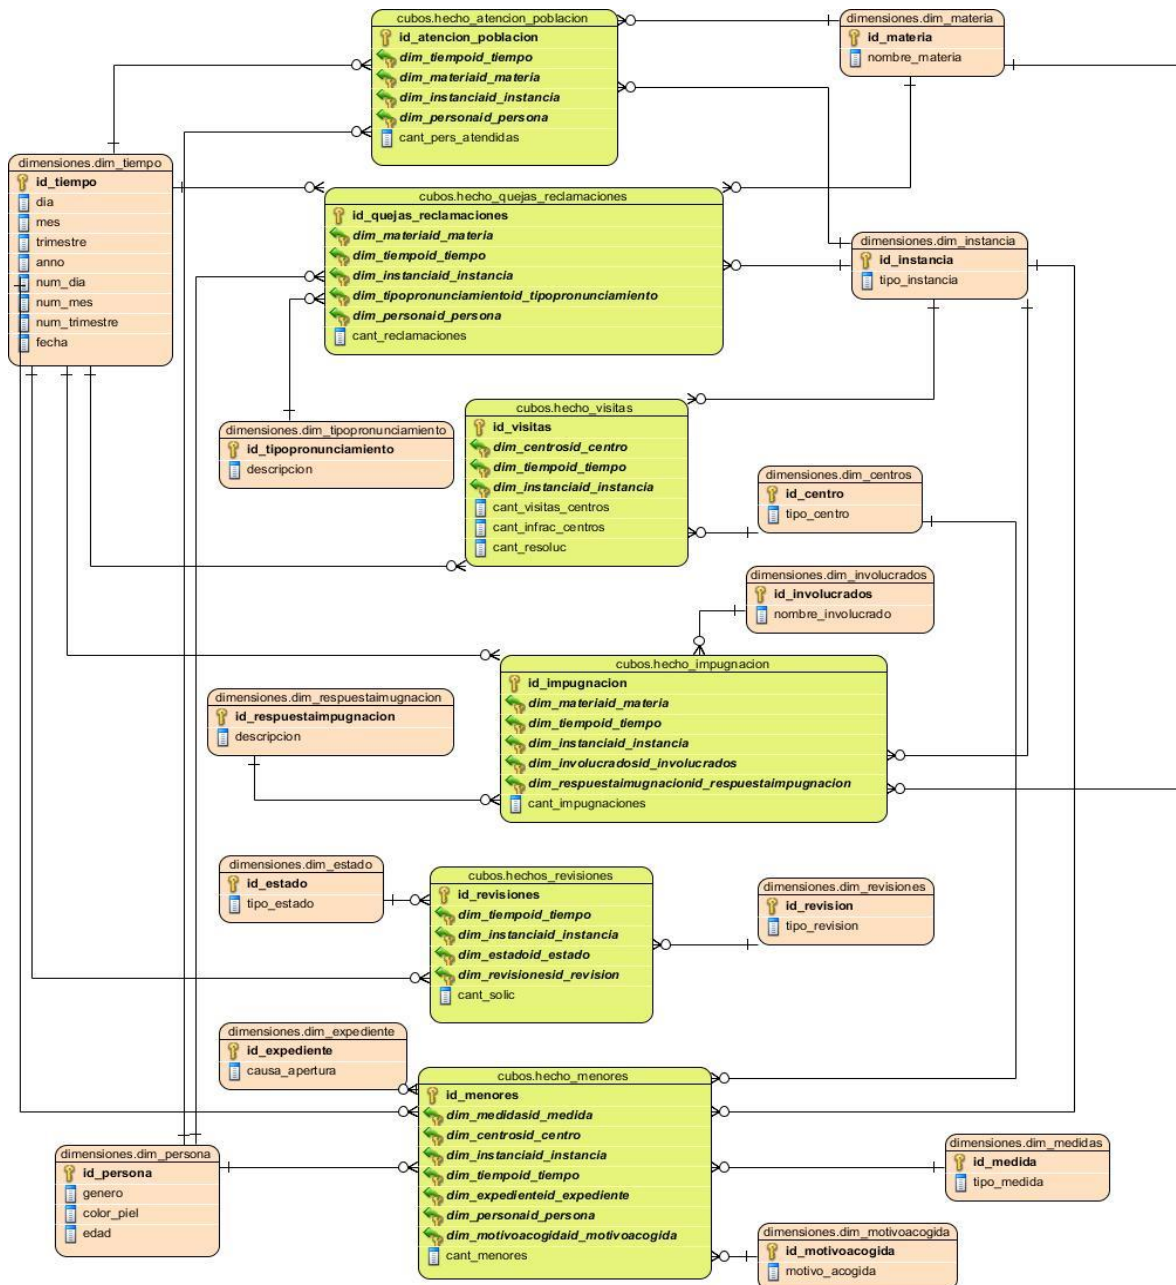 cubos.hecho_atencion_poblacion
id_atencion_poblacion
dim_tiempoid_tiempo
dim_materiaid_materia
dim_instanciaid_instancia
dim_personaid_persona
cant_pers_atendidas
dimensiones.dim_materia
id_materia
nombre_materia
dimensiones.dim_tiempo
id_tiempo
dia
mes
trimestre
anno
num_dia
num_mes
num_trimestre
fecha
cubos.hecho_quejas_reclamaciones
id_quejas_reclamaciones
dim_materiaid_materia
dim_tiempoid_tiempo
dim_instanciaid_instancia
dim_tipopronunciamientoid_tipopronunciamiento
dim_personaid_persona
cant_reclamaciones
dimensiones.dim_instancia
id_instancia
tipo_instancia
dimensiones.dim_tipopronunciamiento
id_tipopronunciamiento
descripcion
cubos.hecho_visitas
id_visitas
dim_centrosid_centro
dim_tiempoid_tiempo
dim_instanciaid_instancia
cant_visitas_centros
cant_infrac_centros
cant_resoluc
dimensiones.dim_centros
id_centro
tipo_centro
dimensiones.dim_involucrados
id_involucrados
nombre_involucrado
cubos.hecho_impugnacion
id_impugnacion
dim_materiaid_materia
dim_tiempoid_tiempo
dim_instanciaid_instancia
dim_involucradosid_involucrados
dim_respuestaimugnacionid_respuestaimpugnacion
cant_impugnaciones
dimensiones.dim_respuestaimugnacion
id_respuestaimpugnacion
descripcion
dimensiones.dim_estado
id_estado
tipo_estado
cubos.hechos_revisiones
id_revisiones
dim_tiempoid_tiempo
dim_instanciaid_instancia
dim_estadoid_estado
dim_revisionesid_revision
cant_solic
dimensiones.dim_revisiones
id_revision
tipo_revision
dimensiones.dim_expediente
id_expediente
causa_apertura
cubos.hecho_menores
id_menores
dim_medidasid_medida
dim_centrosid_centro
dim_instanciaid_instancia
dim_tiempoid_tiempo
dim_expedienteid_expediente
dim_personaid_persona
dim_motivoacogidaid_motivoacogida
cant_menores
dimensiones.dim_persona
id_persona
genero
color_piel
edad
dimensiones.dim_medidas
id_medida
tipo_medida
dimensiones.dim_motivoacogida
id_motivoacogida
motivo_acogida